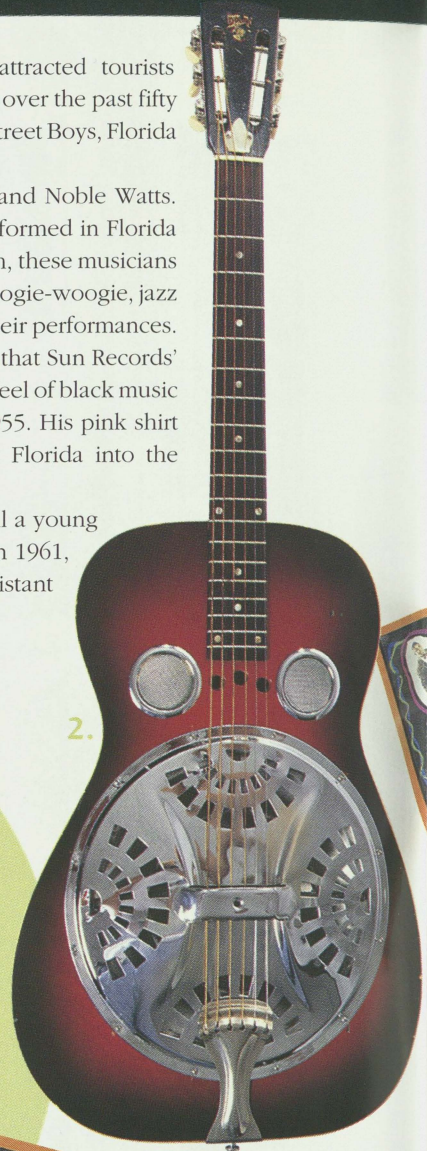 attracted tourists
over the past fifty
treet Boys, Florida
and Noble Watts.
formed in Florida
n, these musicians
ogie-woogie, jazz
eir performances.
that Sun Records'
eel of black music
55. His pink shirt
Florida into the
l a young
n 1961,
istant
2.